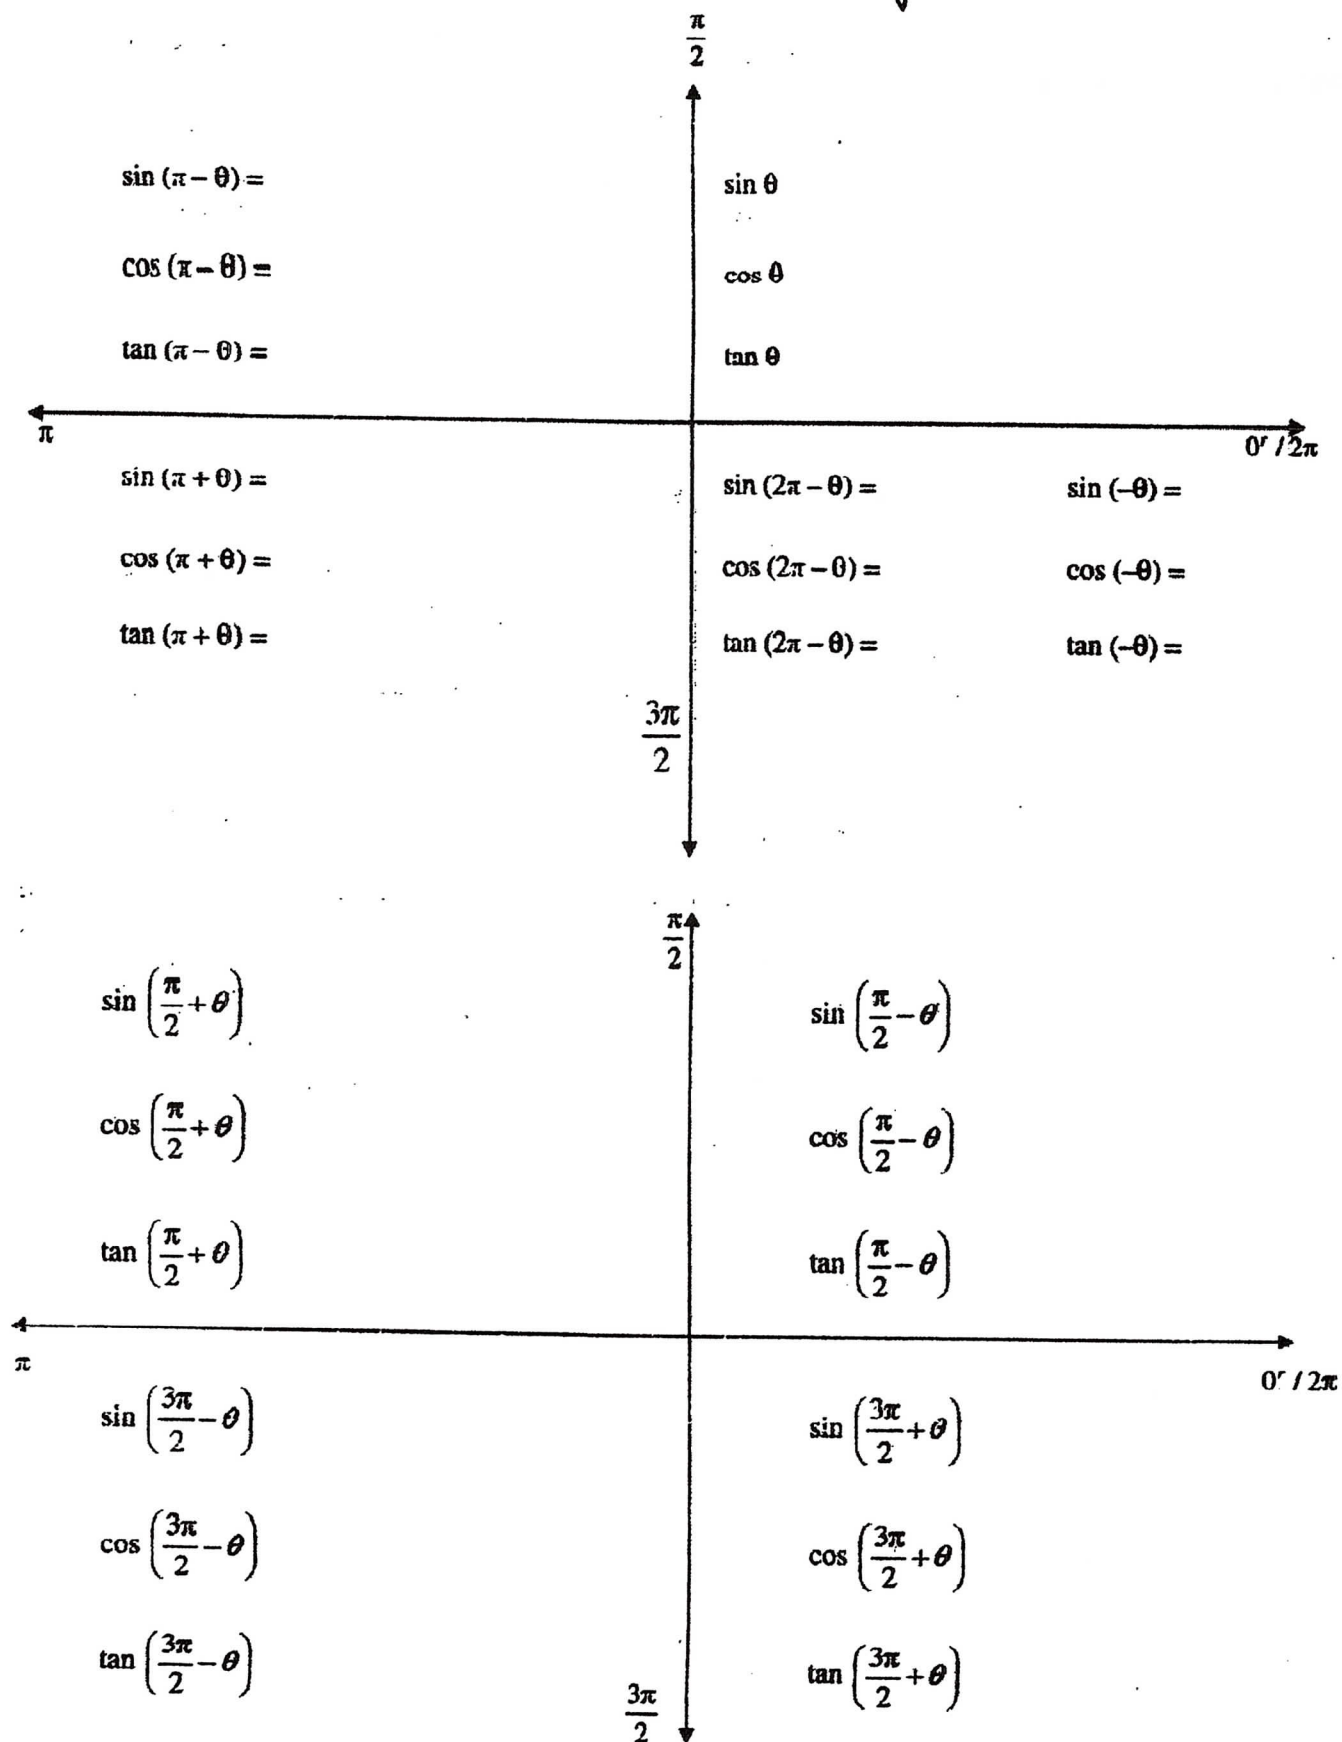 π/2
sin (π – θ) =
sin θ
cos (π – θ) =
cos θ
tan (π – θ) =
tan θ
π
0ʳ / 2π
sin (π + θ) =
sin (2π – θ) =
sin (–θ) =
cos (π + θ) =
cos (2π – θ) =
cos (–θ) =
tan (π + θ) =
tan (2π – θ) =
tan (–θ) =
3π/2
π/2
sin (π/2 + θ)
sin (π/2 – θ)
cos (π/2 + θ)
cos (π/2 – θ)
tan (π/2 + θ)
tan (π/2 – θ)
π
0ʳ / 2π
sin (3π/2 – θ)
sin (3π/2 + θ)
cos (3π/2 – θ)
cos (3π/2 + θ)
tan (3π/2 – θ)
tan (3π/2 + θ)
3π/2